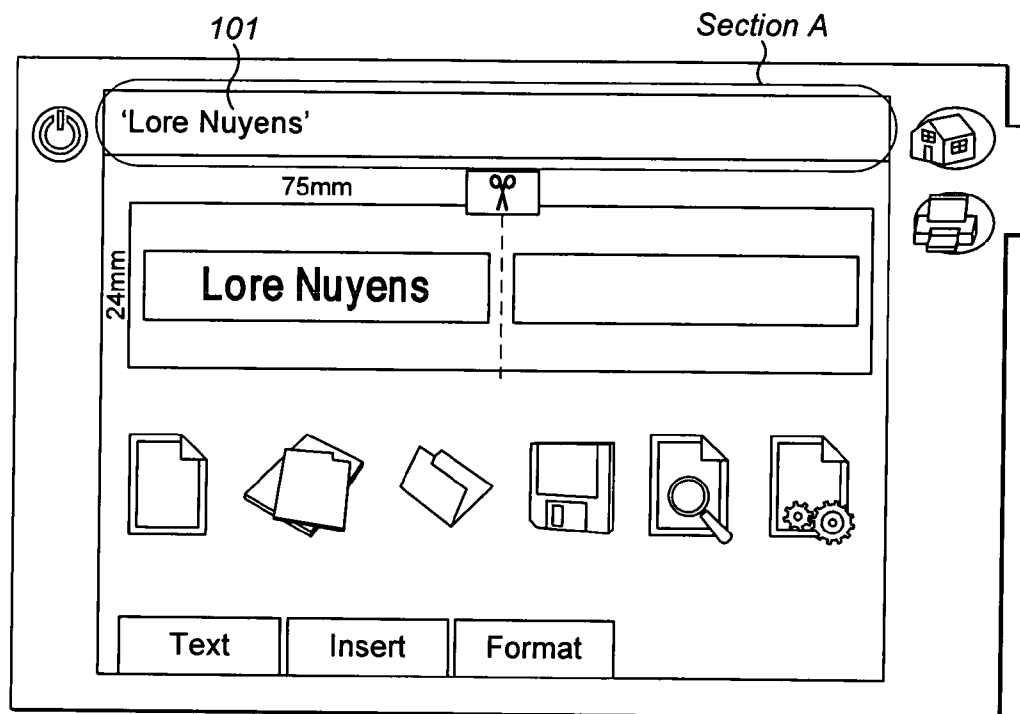 101
Section A
'Lore Nuyens'
75mm
24mm
Lore Nuyens
Text
Insert
Format